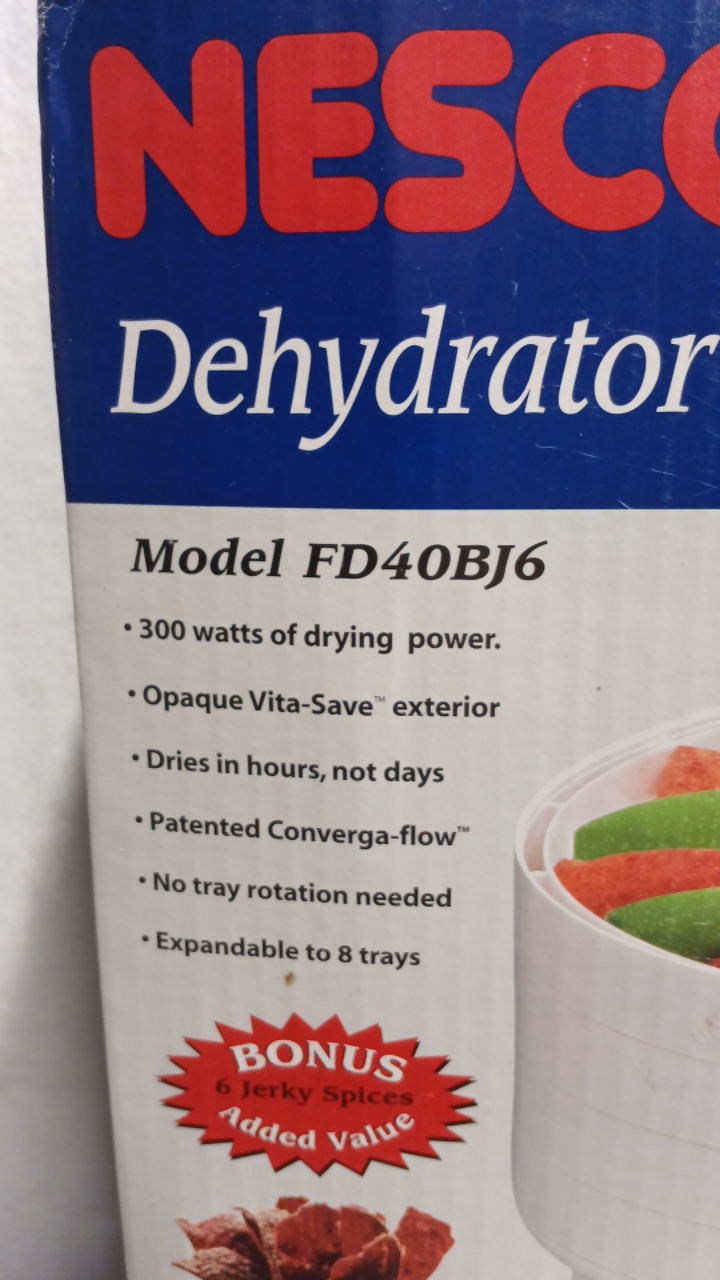 NESCO
Dehydrator
Model FD40BJ6
• 300 watts of drying power.
• Opaque Vita-Save™ exterior
• Dries in hours, not days
• Patented Converga-flow™
• No tray rotation needed
• Expandable to 8 trays
BONUS
6 Jerky Spices
Added Value